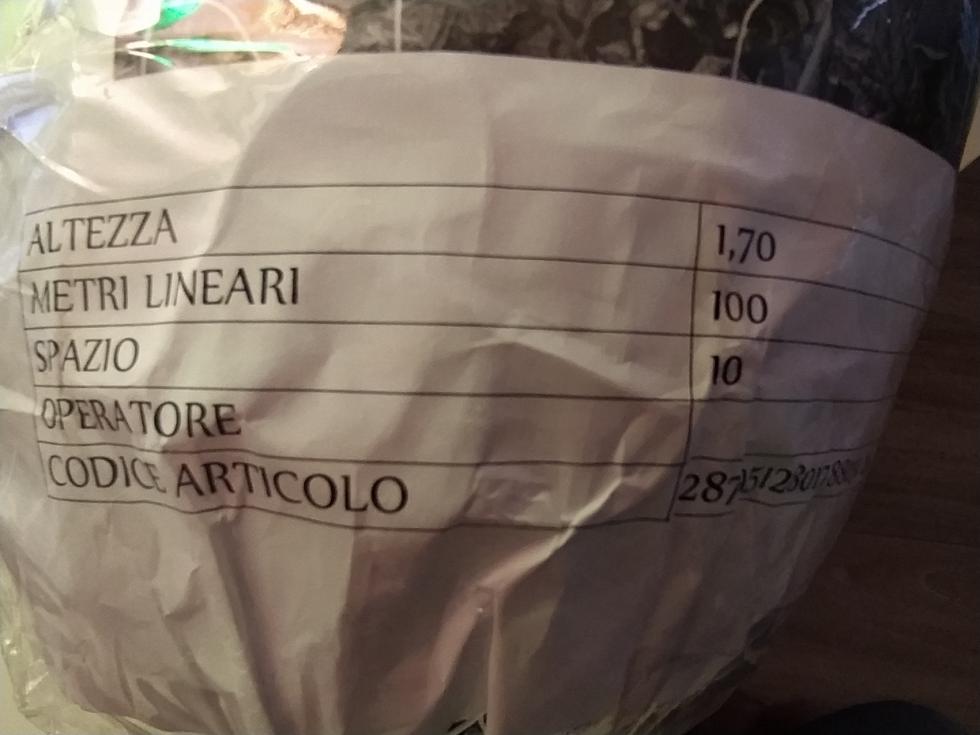 ALTEZZA 1,70
METRI LINEARI 100
SPAZIO 10
OPERATORE
CODICE ARTICOLO